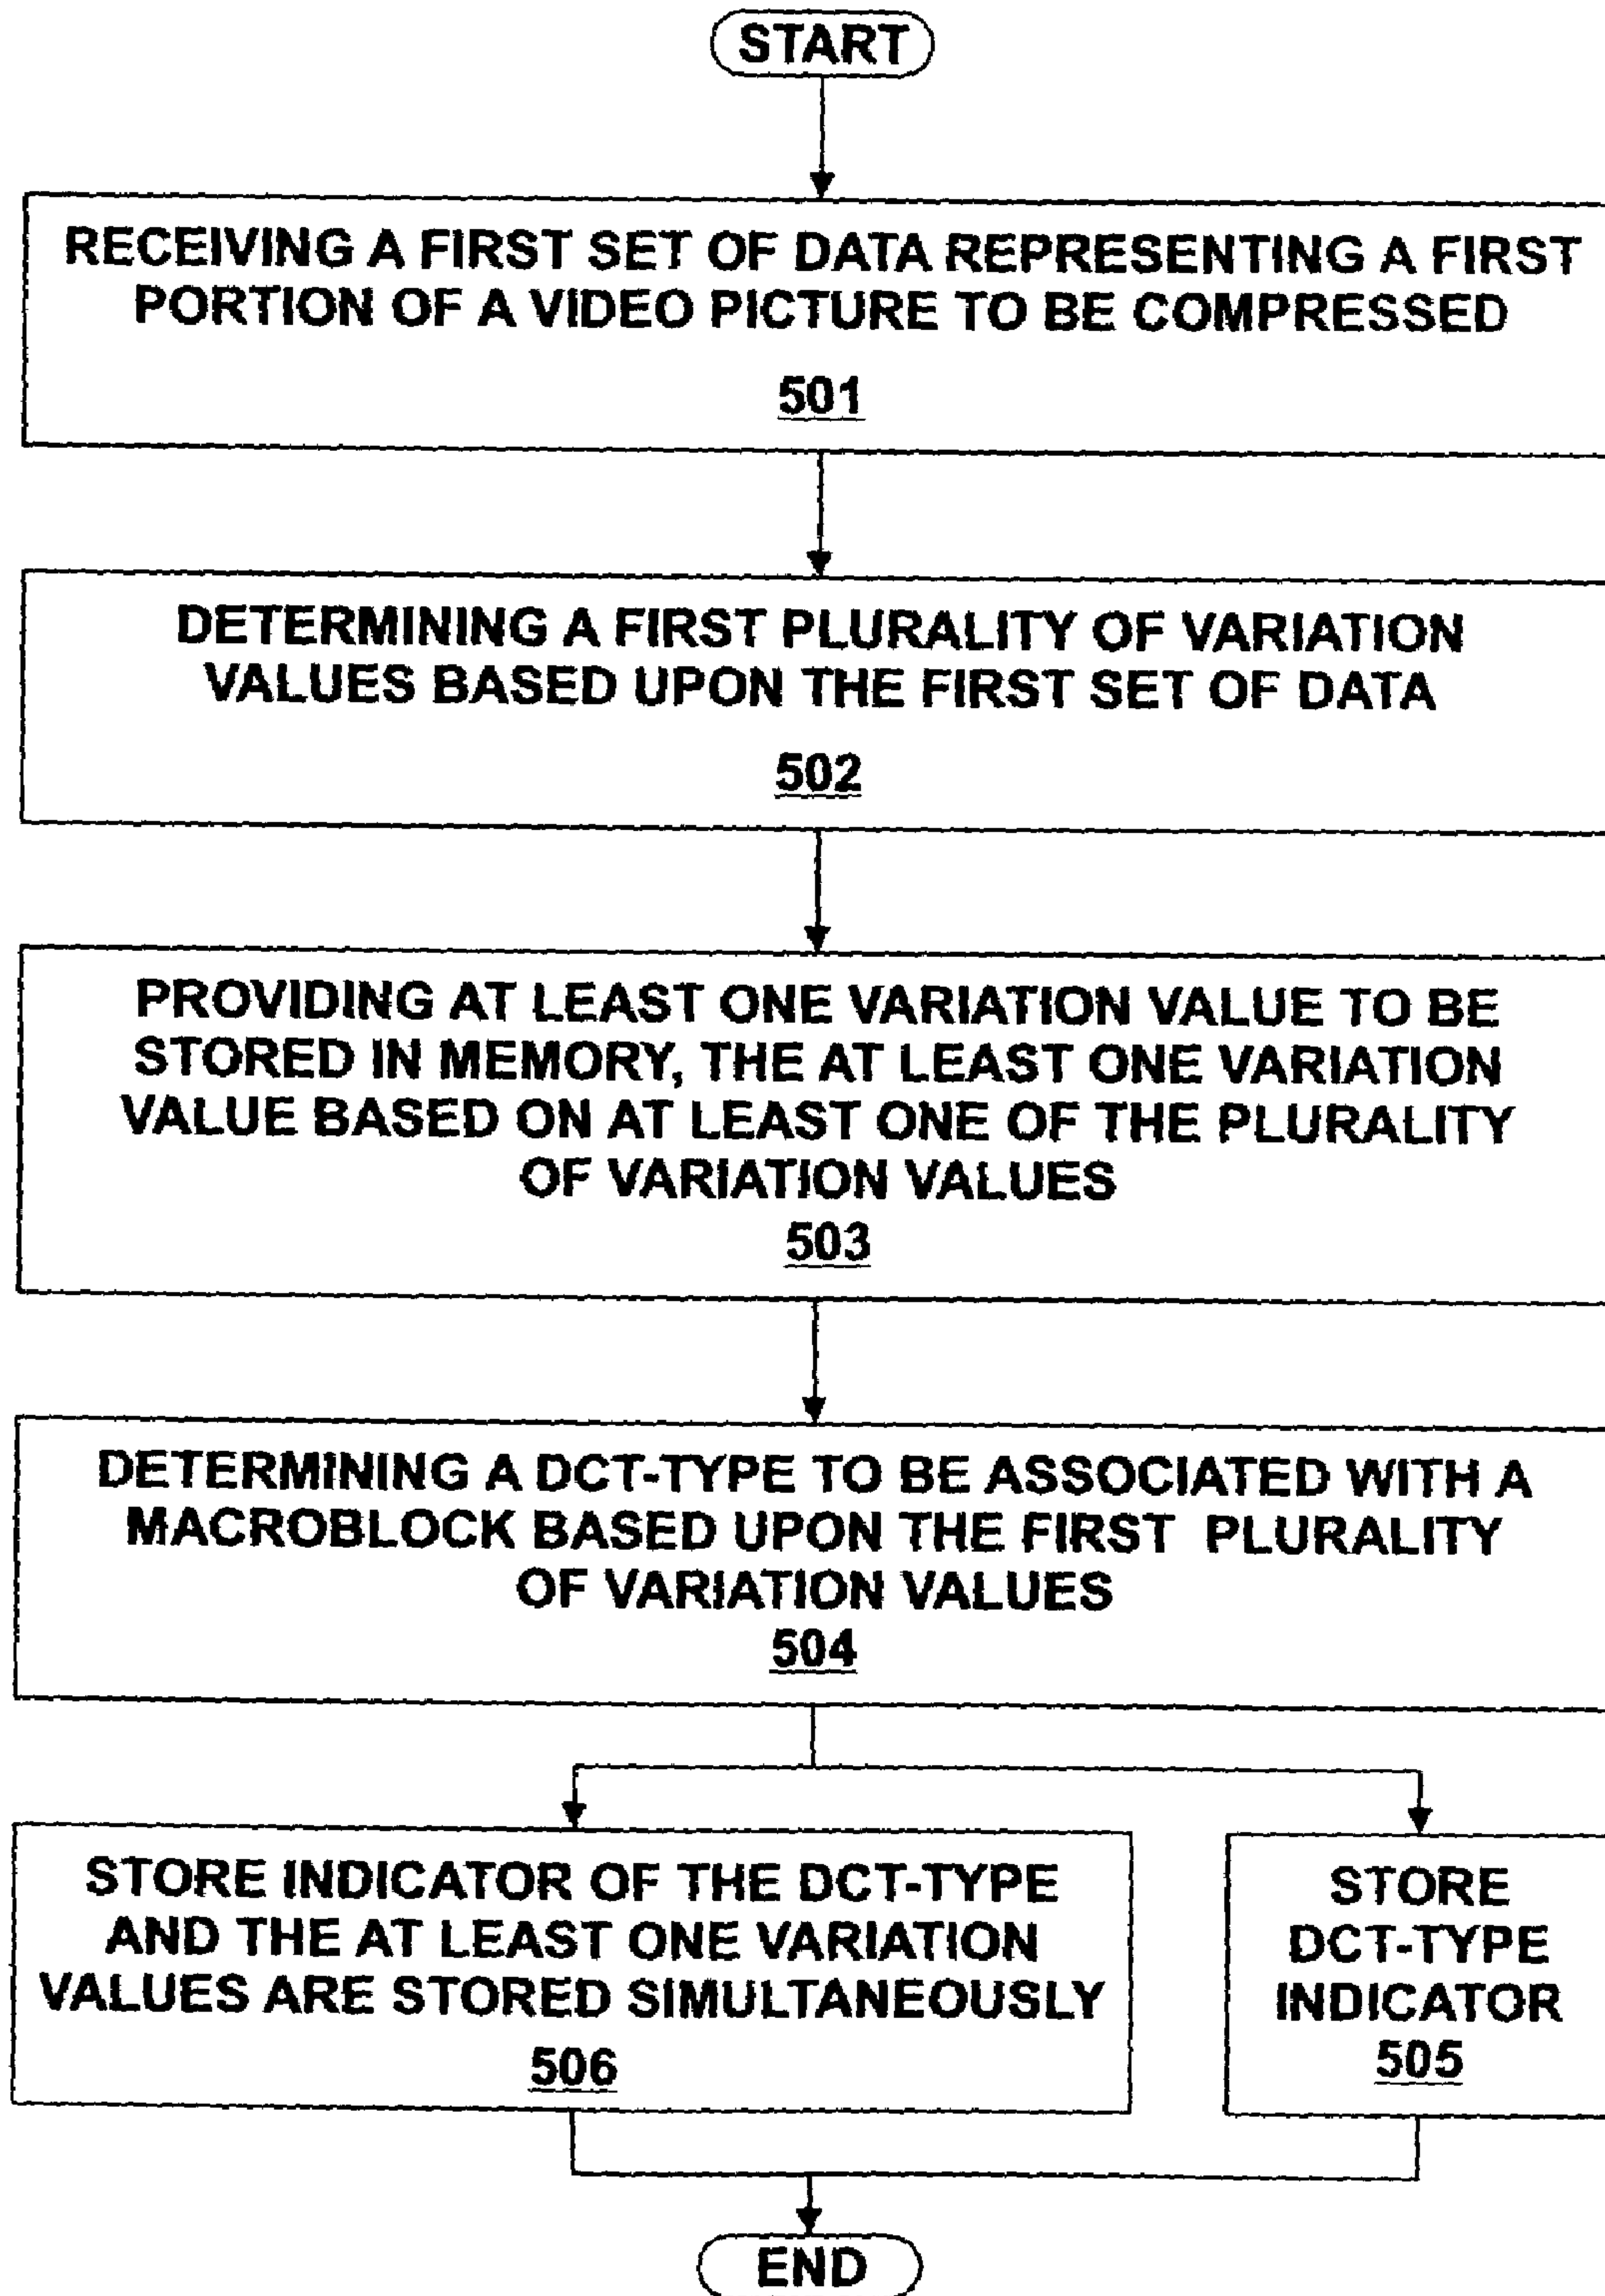 START
RECEIVING A FIRST SET OF DATA REPRESENTING A FIRST
PORTION OF A VIDEO PICTURE TO BE COMPRESSED
501
DETERMINING A FIRST PLURALITY OF VARIATION
VALUES BASED UPON THE FIRST SET OF DATA
502
PROVIDING AT LEAST ONE VARIATION VALUE TO BE
STORED IN MEMORY, THE AT LEAST ONE VARIATION
VALUE BASED ON AT LEAST ONE OF THE PLURALITY
OF VARIATION VALUES
503
DETERMINING A DCT-TYPE TO BE ASSOCIATED WITH A
MACROBLOCK BASED UPON THE FIRST PLURALITY
OF VARIATION VALUES
504
STORE INDICATOR OF THE DCT-TYPE
AND THE AT LEAST ONE VARIATION
VALUES ARE STORED SIMULTANEOUSLY
506
STORE
DCT-TYPE
INDICATOR
505
END